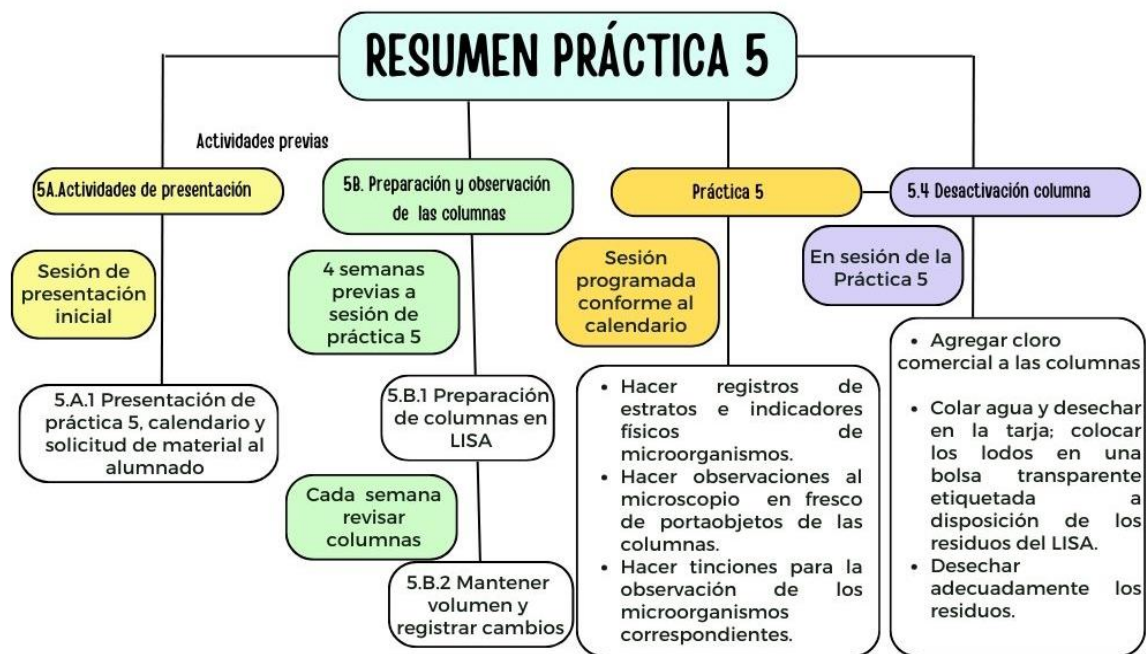 RESUMEN PRÁCTICA 5
Actividades previas
5A.Actividades de presentación
Sesión de
presentación
inicial
5.A.1 Presentación de
práctica 5, calendario y
solicitud de material al
alumnado
5B. Preparación y observación
de las columnas
4 semanas
previas a
sesión de
práctica 5
5.B.1 Preparación
de columnas en
LISA
Cada semana
revisar
columnas
5.B.2 Mantener
volumen y
registrar cambios
Práctica 5
Sesión
programada
conforme al
calendario
• Hacer registros de
estratos e indicadores
físicos de
microorganismos.
• Hacer observaciones al
microscopio en fresco
de portaobjetos de las
columnas.
• Hacer tinciones para la
observación de los
microorganismos
correspondientes.
5.4 Desactivación columna
En sesión de la
Práctica 5
• Agregar cloro
comercial a las columnas
• Colar agua y desechar
en la tarja; colocar
los lodos en una
bolsa transparente
etiquetada a
disposición de los
residuos del LISA.
• Desechar
adecuadamente los
residuos.